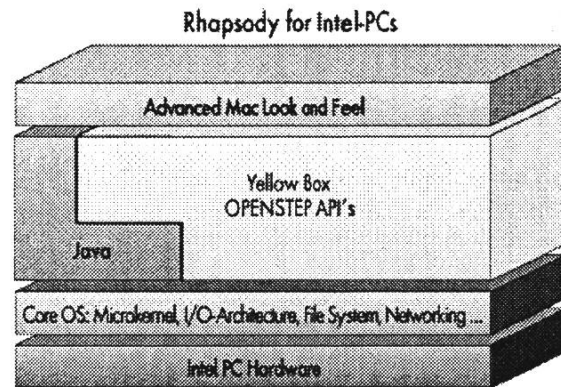 Rhapsody for Intel-PCs
Advanced Mac Look and Feel
Yellow Box
OPENSTEP API's
Java
Core OS: Microkernel, I/O-Architecture, File System, Networking ...
Intel PC Hardware